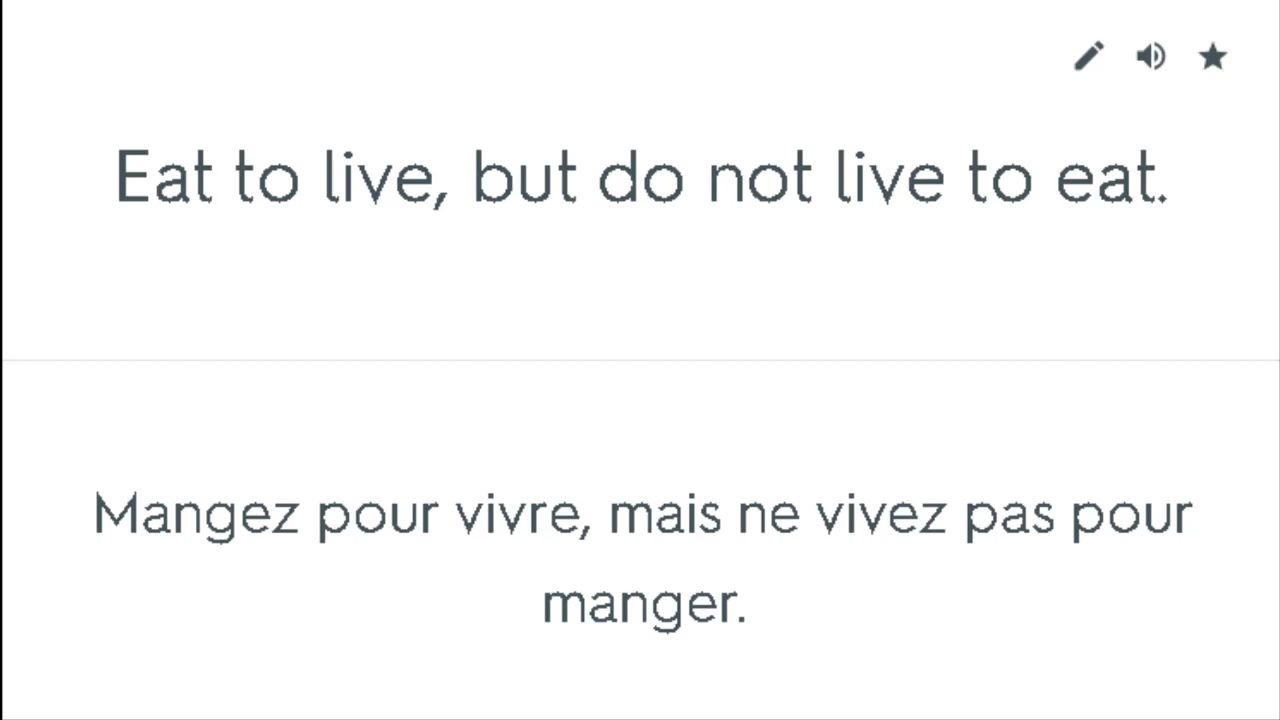 Eat to live, but do not live to eat.
Mangez pour vivre, mais ne vivez pas pour
manger.